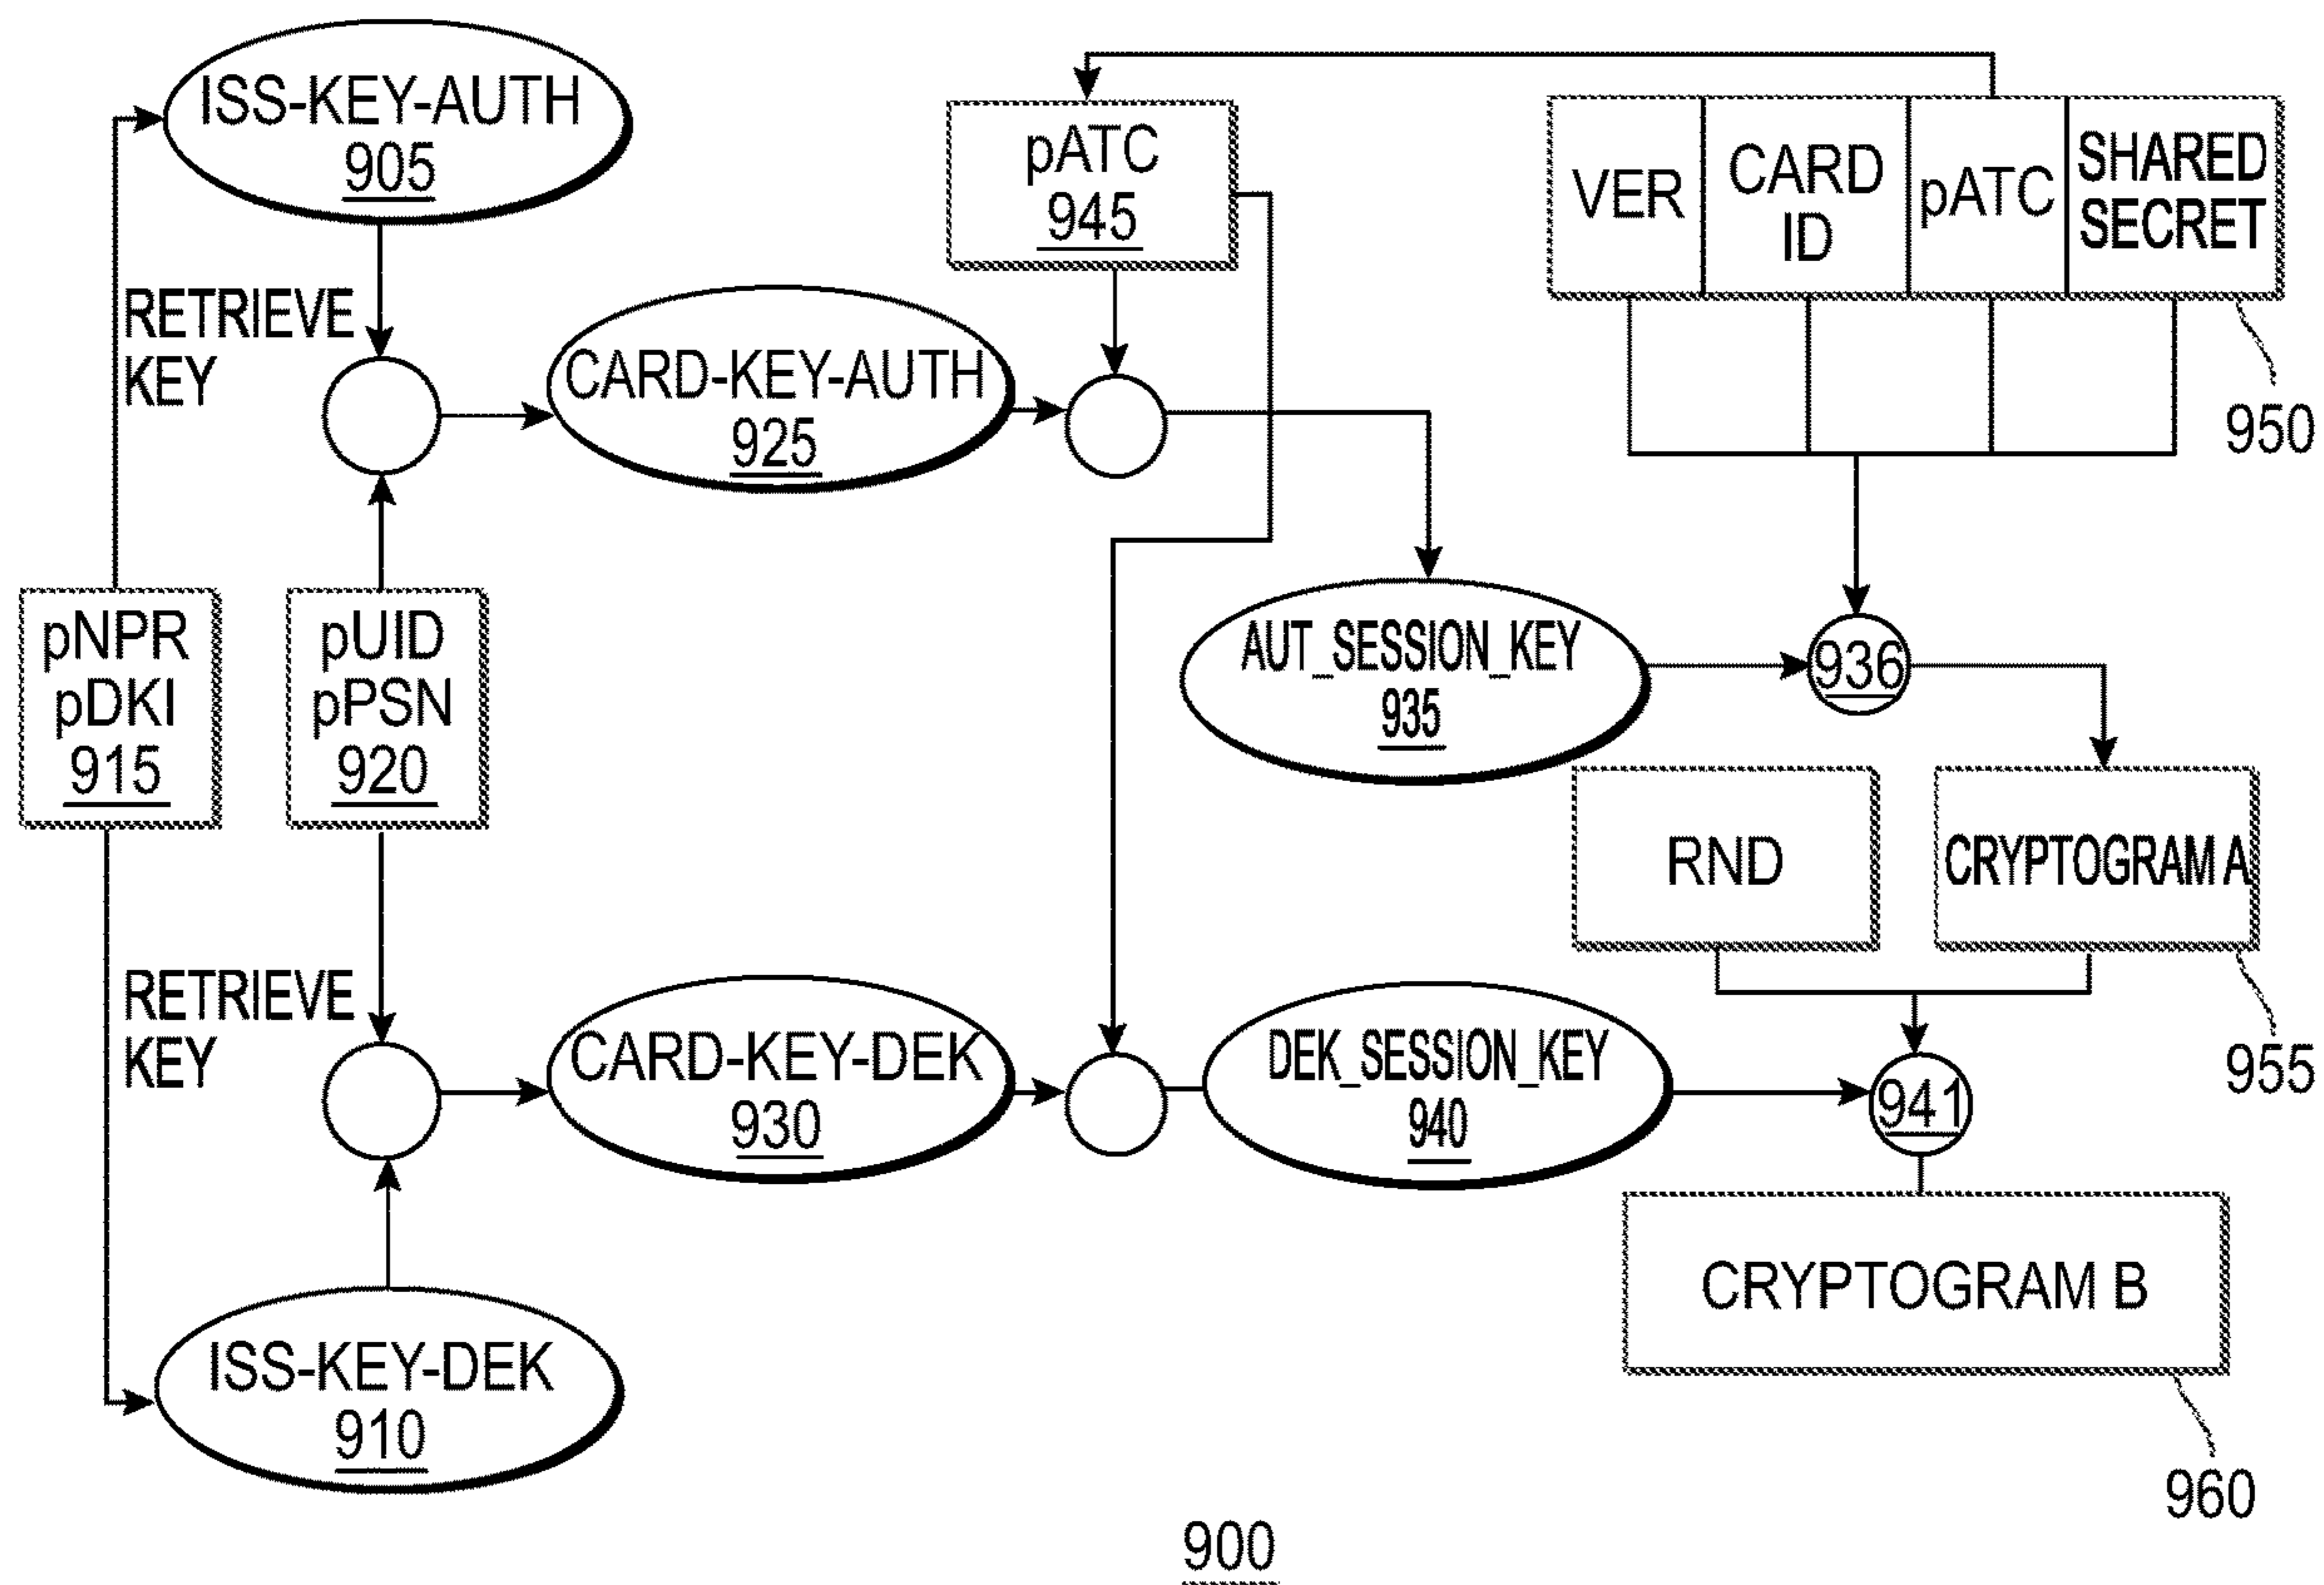 ISS-KEY-AUTH
905
RETRIEVE
KEY
pNPR
pDKI
915
pUID
pPSN
920
RETRIEVE
KEY
ISS-KEY-DEK
910
CARD-KEY-AUTH
925
CARD-KEY-DEK
930
pATC
945
AUT_SESSION_KEY
935
DEK_SESSION_KEY
940
VER
CARD
ID
pATC
SHARED
SECRET
950
936
RND
CRYPTOGRAM A
955
941
CRYPTOGRAM B
960
900